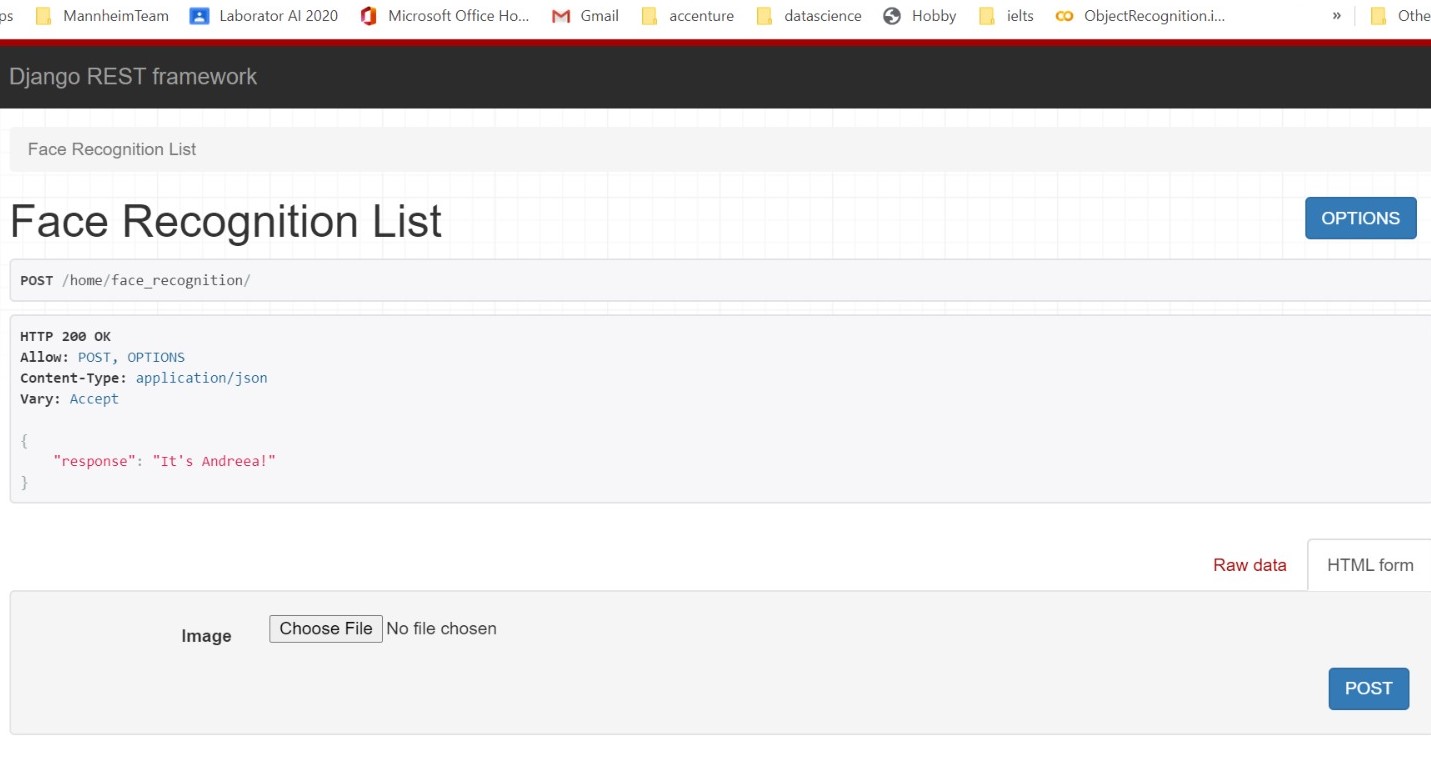 ps MannheimTeam Laborator AI 2020 Microsoft Office Ho... Gmail accenture datascience Hobby ielts ObjectRecognition.i... » Othe
Django REST framework
Face Recognition List
Face Recognition List OPTIONS
POST /home/face_recognition/
HTTP 200 OK
Allow: POST, OPTIONS
Content-Type: application/json
Vary: Accept
{
"response": "It's Andreea!"
}
Raw data HTML form
Image Choose File No file chosen
POST